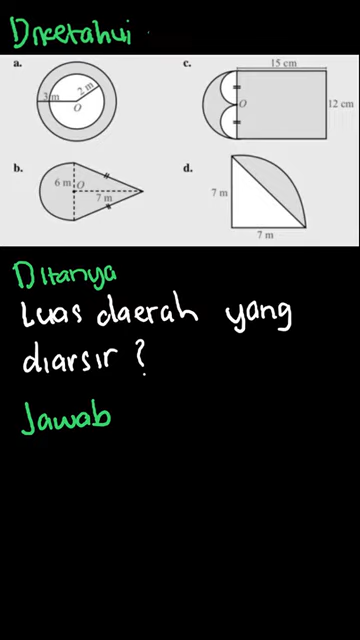 Diketahui
a.
c.
15 cm
2 m
3 m
O
O
12 cm
b.
d.
6 m
O
7 m
7 m
7 m
Ditanya
Luas daerah yang
diarsir ?
Jawab